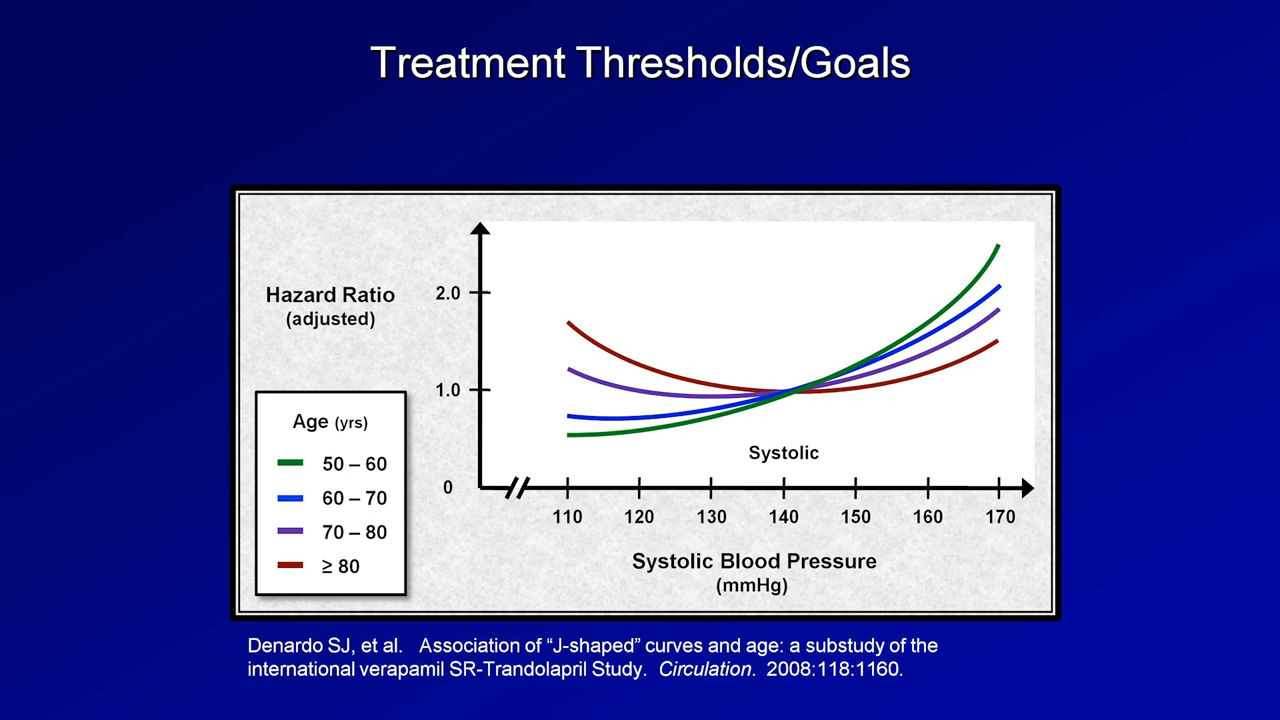 Treatment Thresholds/Goals
Hazard Ratio
(adjusted)
2.0
1.0
0
Age (yrs)
50 – 60
60 – 70
70 – 80
≥ 80
Systolic
110 120 130 140 150 160 170
Systolic Blood Pressure
(mmHg)
Denardo SJ, et al.   Association of “J-shaped” curves and age: a substudy of the
international verapamil SR-Trandolapril Study.  Circulation.  2008:118:1160.